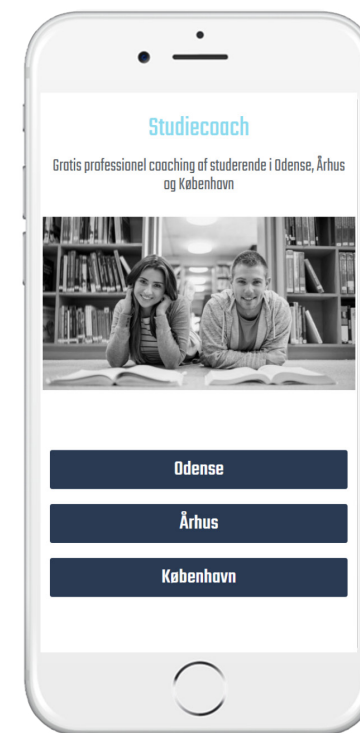 Studiecoach
Gratis professionel coaching af studerende i Odense, Århus
og København
Odense
Århus
København